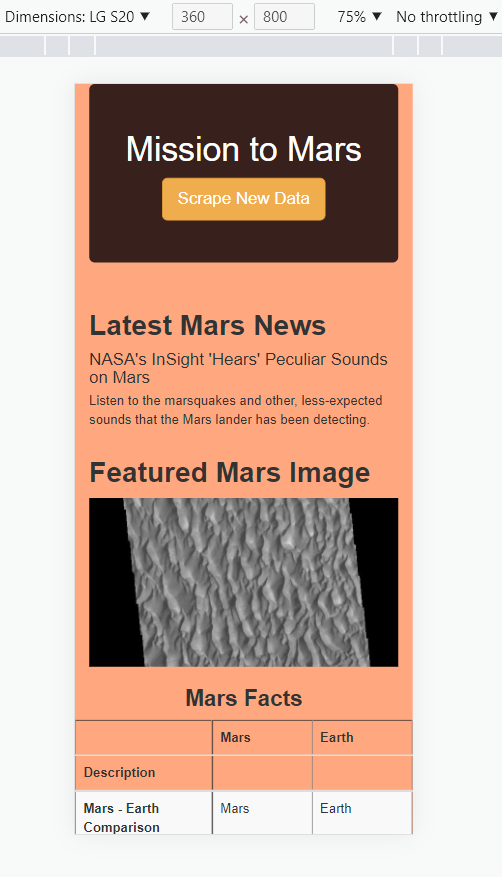 Dimensions: LG S20 ▼ 360 × 800 75% ▼ No throttling ▼
Mission to Mars
Scrape New Data
Latest Mars News
NASA's InSight 'Hears' Peculiar Sounds
on Mars
Listen to the marsquakes and other, less-expected
sounds that the Mars lander has been detecting.
Featured Mars Image
Mars Facts
Mars Earth
Description
Mars - Earth Mars Earth
Comparison